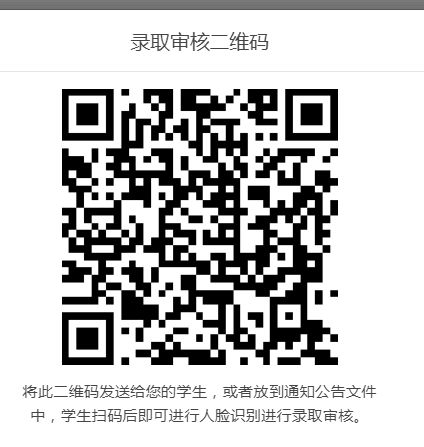 录取审核二维码
将此二维码发送给您的学生，或者放到通知公告文件
中，学生扫码后即可进行人脸识别进行录取审核。